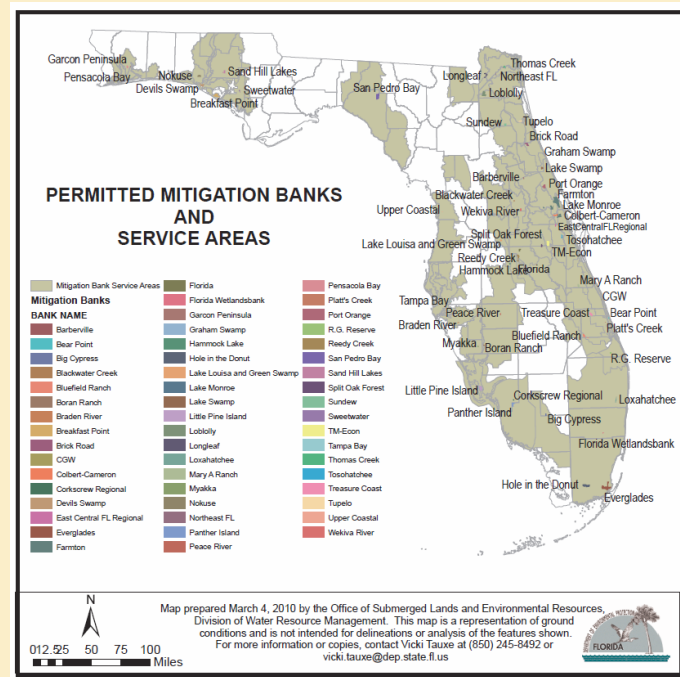 Garcon Peninsula
Pensacola Bay
Nokuse
Sand Hill Lakes
Devils Swamp
Sweetwater
Breakfast Point
San Pedro Bay
Longleaf
Thomas Creek
Northeast FL
Loblolly
Sundew
Tupelo
Brick Road
Graham Swamp
Lake Swamp
Barberville
Port Orange
Blackwater Creek
Farmton
Upper Coastal
Wekiva River
Lake Monroe
Colbert-Cameron
EastCentralFLRegional
Split Oak Forest
Tosohatchee
Lake Louisa and Green Swamp
TM-Econ
Reedy Creek
Hammock Lake
Florida
Mary A Ranch
CGW
Tampa Bay
Peace River
Treasure Coast
Bear Point
Braden River
Platt's Creek
Myakka
Bluefield Ranch
Boran Ranch
R.G. Reserve
Little Pine Island
Corkscrew Regional
Loxahatchee
Panther Island
Big Cypress
Florida Wetlandsbank
Hole in the Donut
Everglades
PERMITTED MITIGATION BANKS
AND
SERVICE AREAS
Mitigation Bank Service Areas
Mitigation Banks
BANK NAME
Barberville
Bear Point
Big Cypress
Blackwater Creek
Bluefield Ranch
Boran Ranch
Braden River
Breakfast Point
Brick Road
CGW
Colbert-Cameron
Corkscrew Regional
Devils Swamp
East Central FL Regional
Everglades
Farmton
Florida
Florida Wetlandsbank
Garcon Peninsula
Graham Swamp
Hammock Lake
Hole in the Donut
Lake Louisa and Green Swamp
Lake Monroe
Lake Swamp
Little Pine Island
Loblolly
Longleaf
Loxahatchee
Mary A Ranch
Myakka
Nokuse
Northeast FL
Panther Island
Peace River
Pensacola Bay
Platt's Creek
Port Orange
R.G. Reserve
Reedy Creek
San Pedro Bay
Sand Hill Lakes
Split Oak Forest
Sundew
Sweetwater
TM-Econ
Tampa Bay
Thomas Creek
Tosohatchee
Treasure Coast
Tupelo
Upper Coastal
Wekiva River
N
012.525 50 75 100
Miles
Map prepared March 4, 2010 by the Office of Submerged Lands and Environmental Resources,
Division of Water Resource Management. This map is a representation of ground
conditions and is not intended for delineations or analysis of the features shown.
For more information or copies, contact Vicki Tauxe at (850) 245-8492 or
vicki.tauxe@dep.state.fl.us
FLORIDA